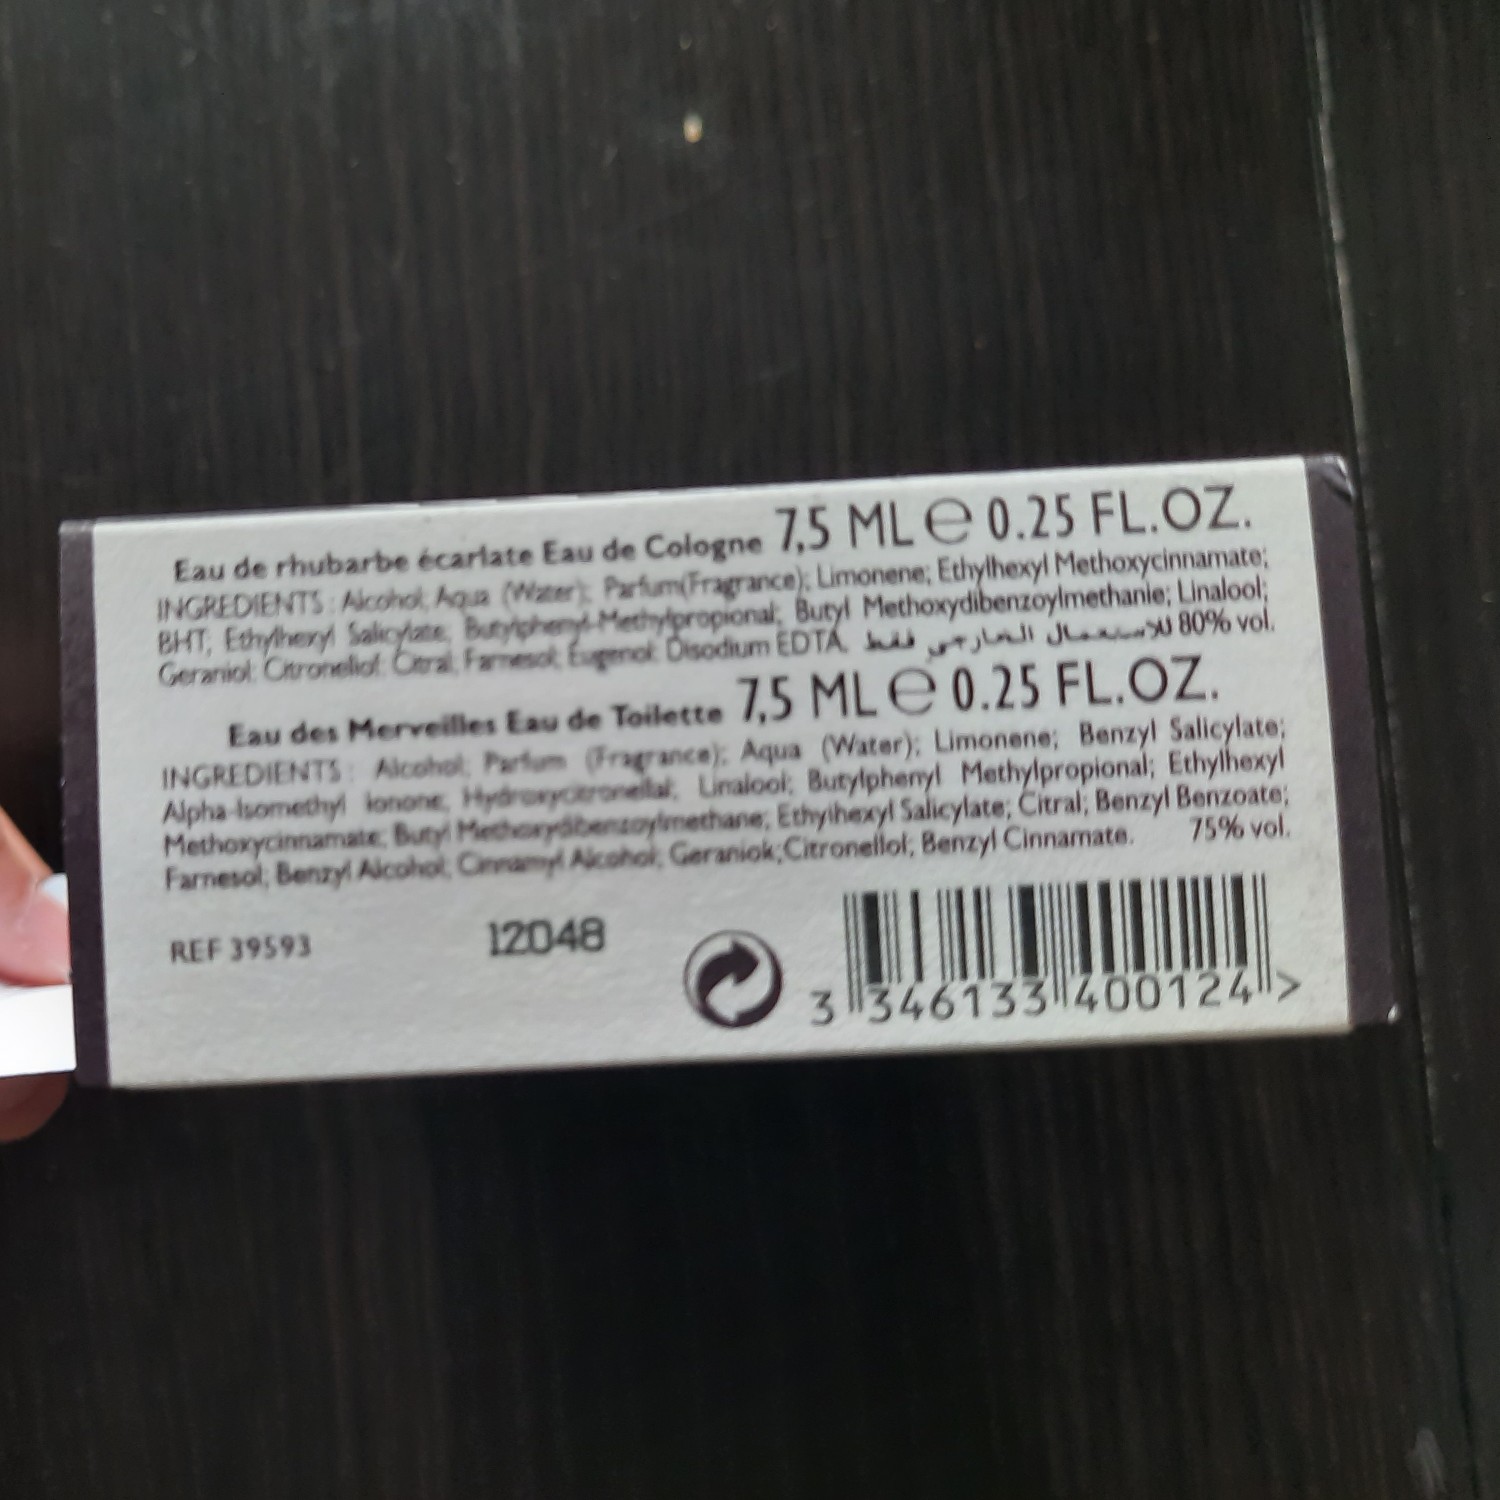 Eau de rhubarbe écarlate Eau de Cologne 7,5 ML e 0.25 FL.OZ.
INGREDIENTS : Alcohol; Aqua (Water); Parfum(Fragrance); Limonene; Ethylhexyl Methoxycinnamate;
BHT; Ethylhexyl Salicylate; Butylphenyl Methylpropional; Butyl Methoxydibenzoylmethanie; Linalool;
Geraniol; Citronellol; Citral; Farnesol; Eugenol; Disodium EDTA. للاستعمال الخارجي فقط 80% vol.
Eau des Merveilles Eau de Toilette 7,5 ML e 0.25 FL.OZ.
INGREDIENTS : Alcohol; Parfum (Fragrance); Aqua (Water); Limonene; Benzyl Salicylate;
Alpha-Isomethyl Ionone; Hydroxycitronellal; Linalool; Butylphenyl Methylpropional; Ethylhexyl
Methoxycinnamate; Butyl Methoxydibenzoylmethane; Ethylhexyl Salicylate; Citral; Benzyl Benzoate;
Farnesol; Benzyl Alcohol; Cinnamyl Alcohol; Geraniol; Citronellol; Benzyl Cinnamate. 75% vol.
REF 39593 12048
3 346133 400124 >